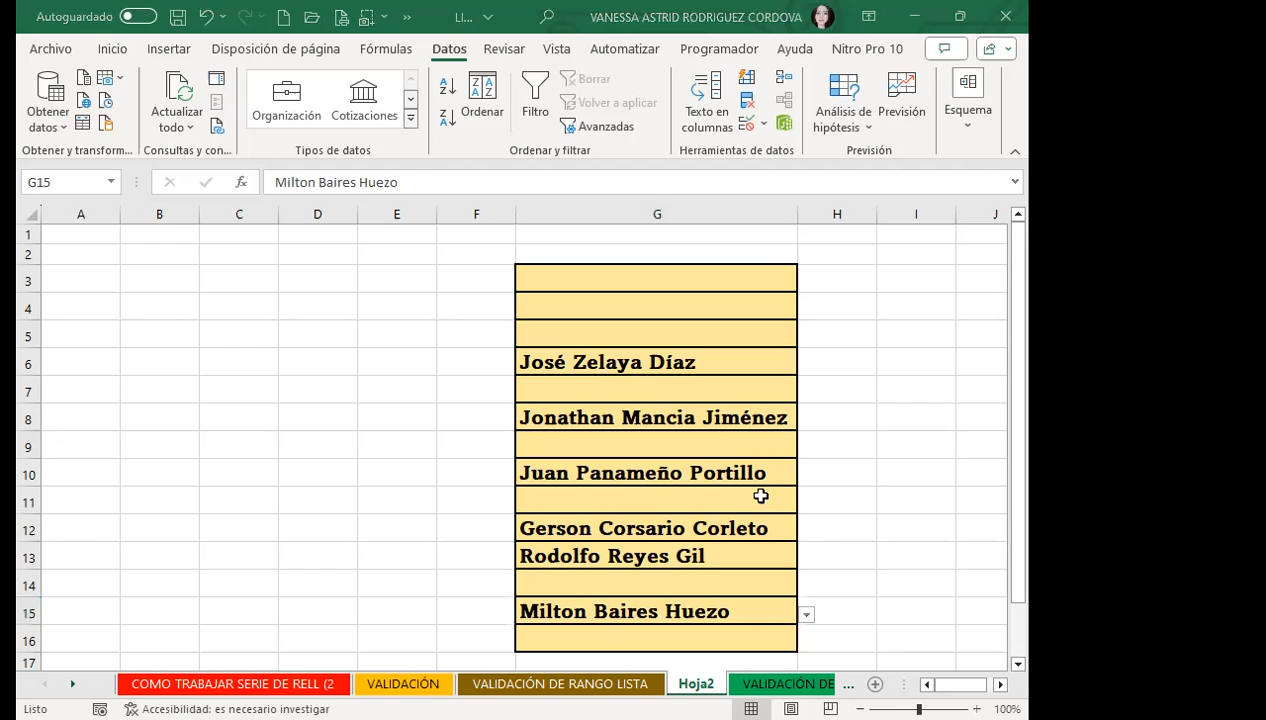 Autoguardado
LI...
VANESSA ASTRID RODRIGUEZ CORDOVA
Archivo Inicio Insertar Disposición de página Fórmulas Datos Revisar Vista Automatizar Programador Ayuda Nitro Pro 10
Obtener datos
Obtener y transform...
Actualizar todo
Consultas y con...
Organización
Cotizaciones
Tipos de datos
Ordenar
Filtro
Borrar
Volver a aplicar
Avanzadas
Ordenar y filtrar
Texto en columnas
Herramientas de datos
Análisis de hipótesis
Previsión
Previsión
Esquema
G15
fx
Milton Baires Huezo
A B C D E F G H I J
1
2
3
4
5
6 José Zelaya Díaz
7
8 Jonathan Mancia Jiménez
9
10 Juan Panameño Portillo
11
12 Gerson Corsario Corleto
13 Rodolfo Reyes Gil
14
15 Milton Baires Huezo
16
17
COMO TRABAJAR SERIE DE RELL (2 VALIDACIÓN VALIDACIÓN DE RANGO LISTA Hoja2 VALIDACIÓN DE ...
Listo Accesibilidad: es necesario investigar 100%